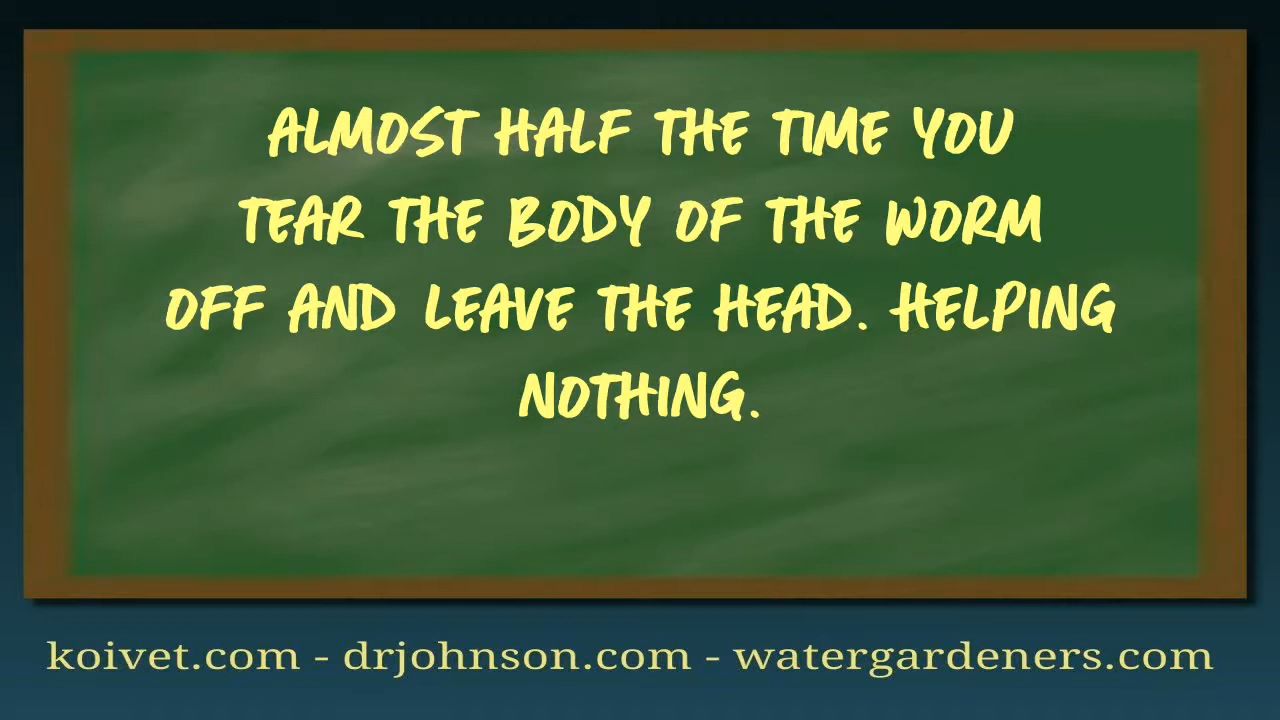 ALMOST HALF THE TIME YOU
TEAR THE BODY OF THE WORM
OFF AND LEAVE THE HEAD. HELPING
NOTHING.
koivet.com - drjohnson.com - watergardeners.com